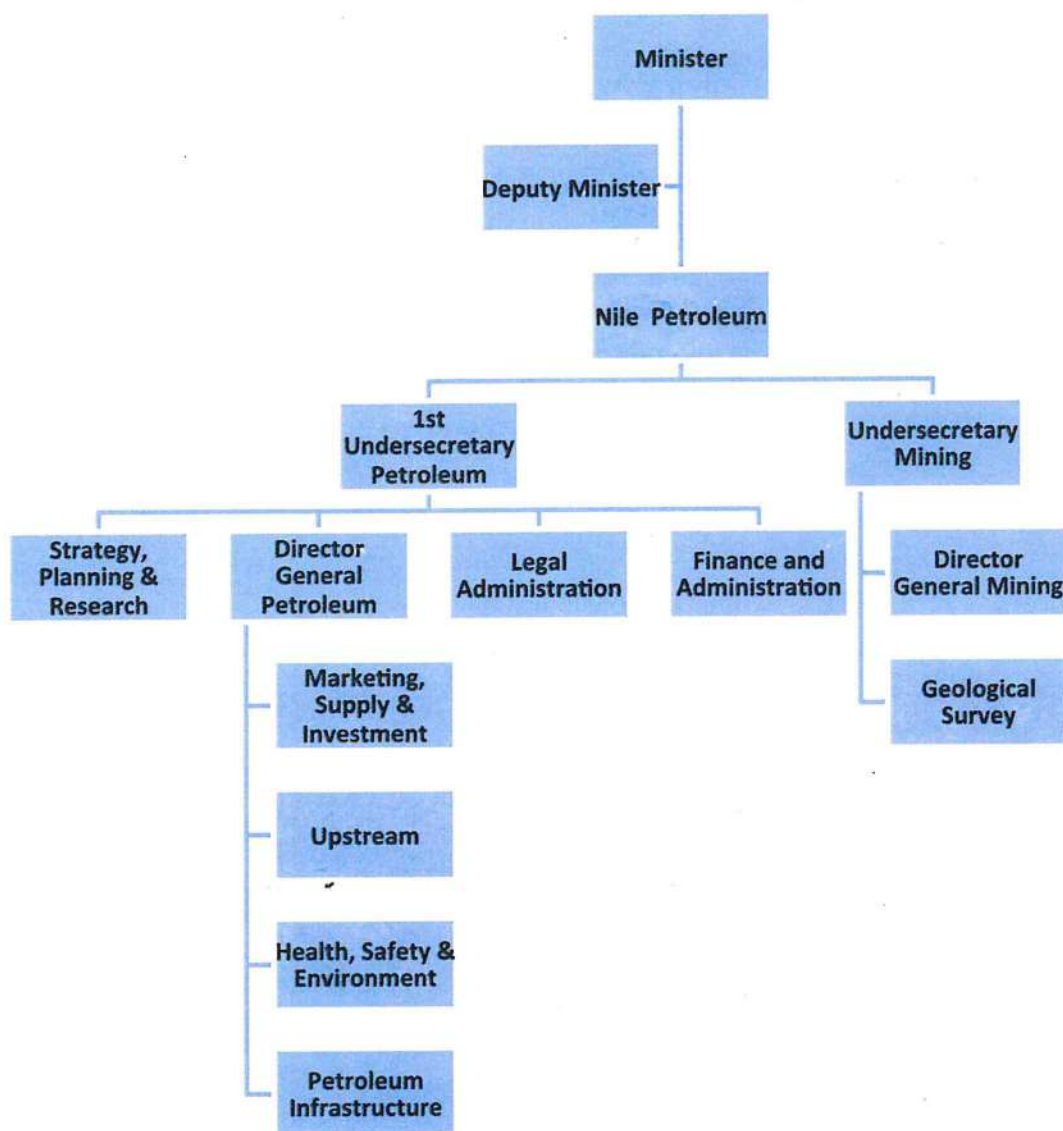 Minister
Deputy Minister
Nile Petroleum
1st
Undersecretary
Petroleum
Undersecretary
Mining
Strategy,
Planning &
Research
Director
General
Petroleum
Legal
Administration
Finance and
Administration
Director
General Mining
Marketing,
Supply &
Investment
Geological
Survey
Upstream
Health, Safety &
Environment
Petroleum
Infrastructure